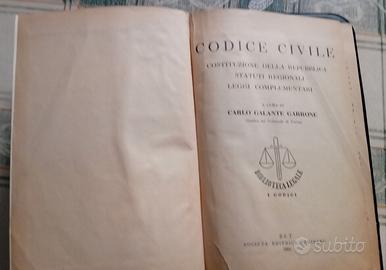 CODICE CIVILE
COSTITUZIONE DELLA REPUBBLICA
STATUTI REGIONALI
LEGGI COMPLEMENTARI
A CURA DI
CARLO GALANTE GARRONE
BIBLIOTECA LEGALE
I CODICI
S.E.T.
SOCIETÀ EDITRICE
subito